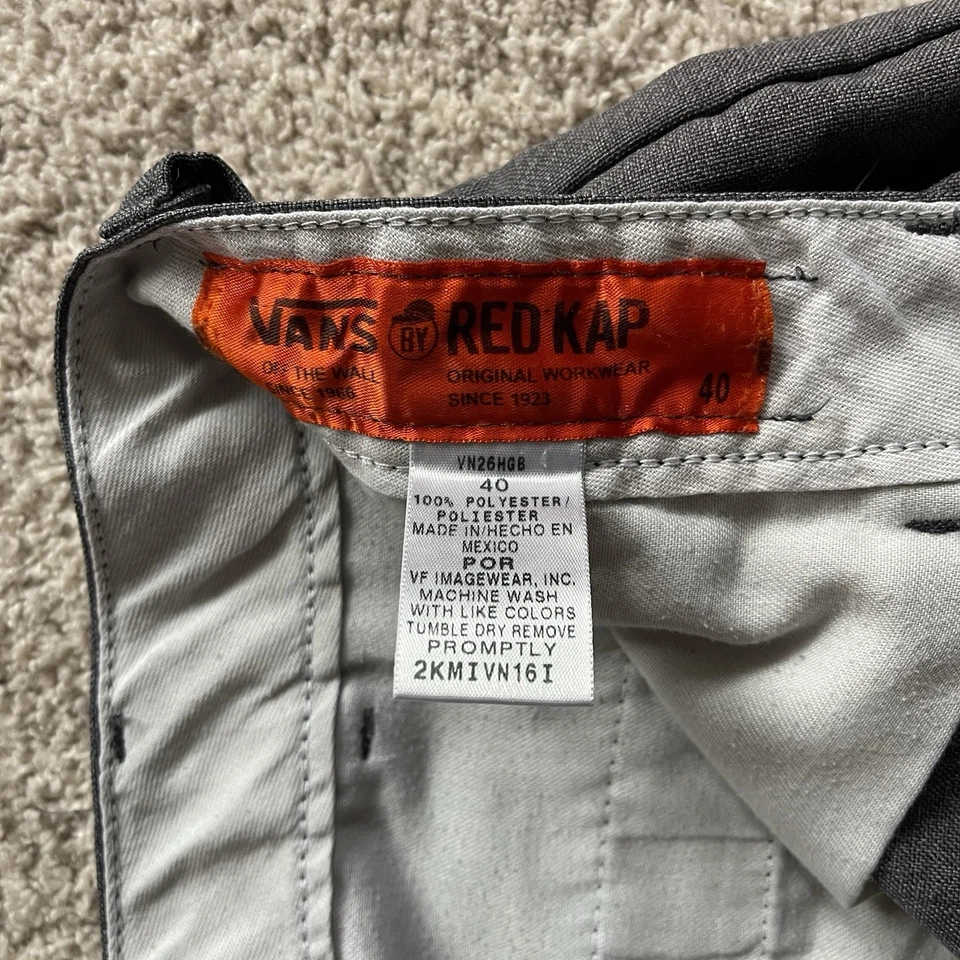 VANS BY RED KAP
OFF THE WALL ORIGINAL WORKWEAR
SINCE 1966 SINCE 1923
40
VN26HGB
40
100% POLYESTER/
POLIESTER
MADE IN/HECHO EN
MEXICO
POR
VF IMAGEWEAR, INC.
MACHINE WASH
WITH LIKE COLORS
TUMBLE DRY REMOVE
PROMPTLY
2KMIVN16I